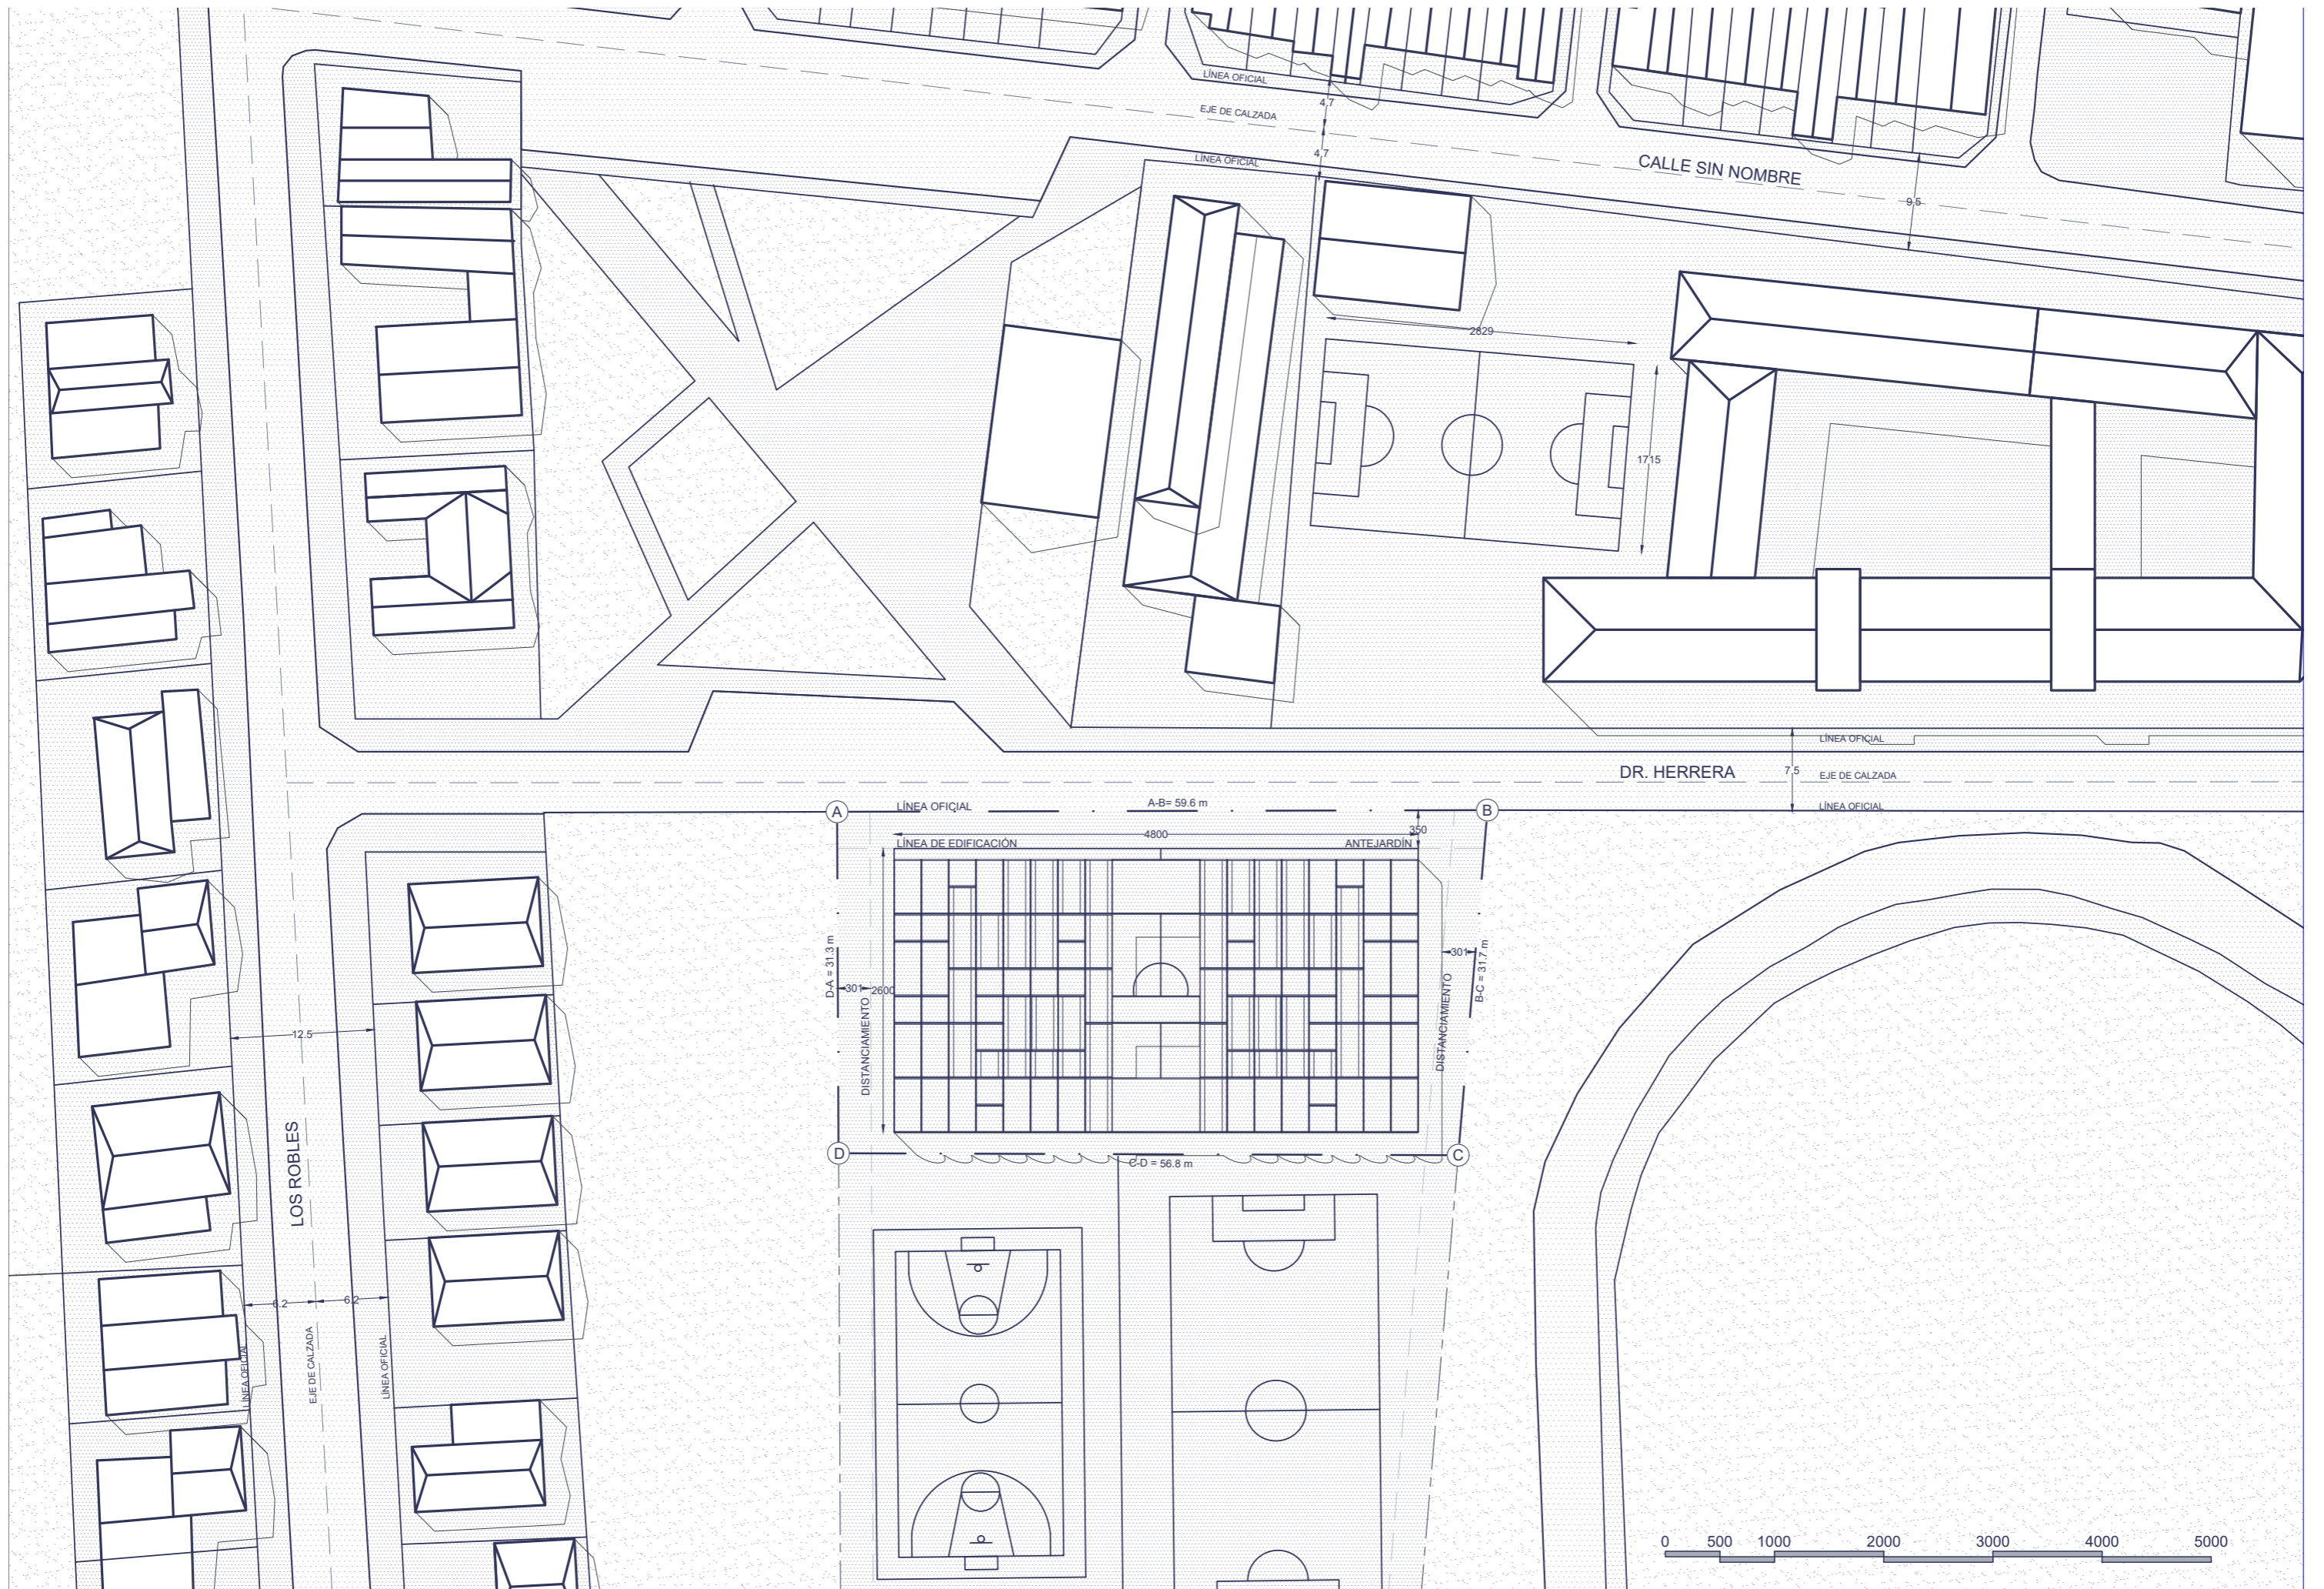 LÍNEA OFICIAL
4.7
EJE DE CALZADA
4.7
LÍNEA OFICIAL
CALLE SIN NOMBRE
9.5
2829
1715
LÍNEA OFICIAL
DR. HERRERA
7.5
EJE DE CALZADA
LÍNEA OFICIAL
A
LÍNEA OFICIAL
A-B= 59.6 m
B
4800
350
LÍNEA DE EDIFICACIÓN
ANTEJARDÍN
D-A = 31.3 m
301
2600
DISTANCIAMIENTO
301
B-C = 31.7 m
DISTANCIAMIENTO
12.5
LOS ROBLES
D
C-D = 56.8 m
C
6.2
6.2
LÍNEA OFICIAL
EJE DE CALZADA
LÍNEA OFICIAL
0 500 1000 2000 3000 4000 5000